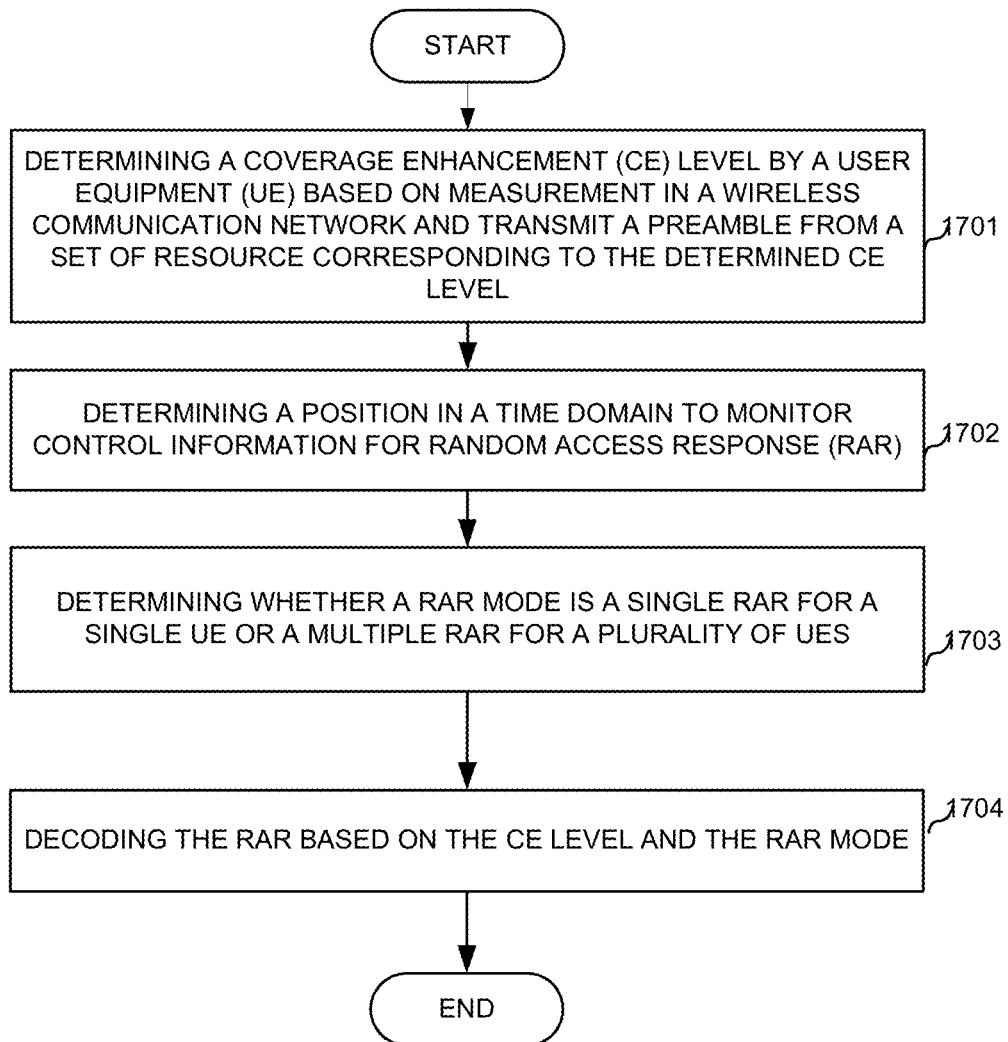 START
DETERMINING A COVERAGE ENHANCEMENT (CE) LEVEL BY A USER
EQUIPMENT (UE) BASED ON MEASUREMENT IN A WIRELESS
COMMUNICATION NETWORK AND TRANSMIT A PREAMBLE FROM A
SET OF RESOURCE CORRESPONDING TO THE DETERMINED CE
LEVEL
1701
DETERMINING A POSITION IN A TIME DOMAIN TO MONITOR
CONTROL INFORMATION FOR RANDOM ACCESS RESPONSE (RAR)
1702
DETERMINING WHETHER A RAR MODE IS A SINGLE RAR FOR A
SINGLE UE OR A MULTIPLE RAR FOR A PLURALITY OF UES
1703
DECODING THE RAR BASED ON THE CE LEVEL AND THE RAR MODE
1704
END